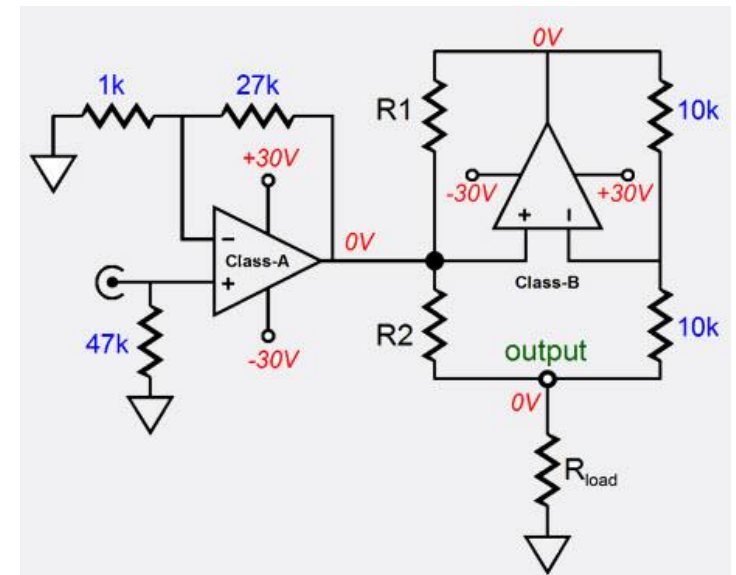 0V
1k
27k
R1
10k
+30V
-30V
+30V
+ −
0V
−
Class-A
+
Class-B
47k
-30V
R2
10k
output
0V
Rload